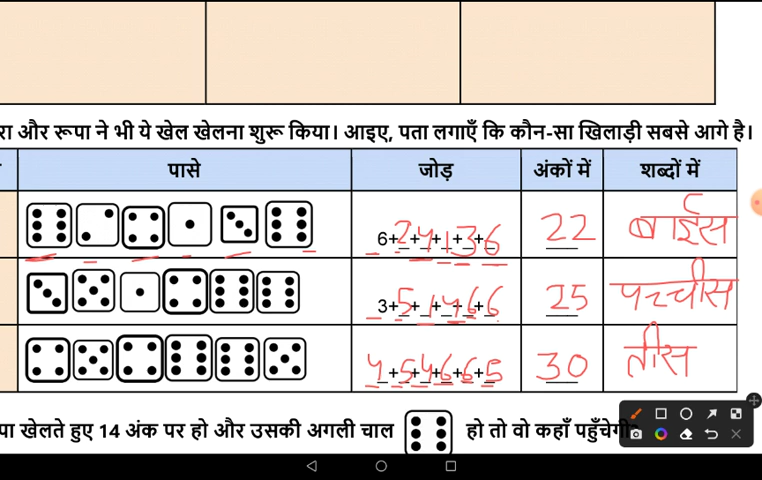 रा और रूपा ने भी ये खेल खेलना शुरू किया। आइए, पता लगाएँ कि कौन-सा खिलाड़ी सबसे आगे है।
पासे जोड़ अंकों में शब्दों में
6+2+4+1+3+6 22 बाईस
3+5+1+4+6+6 25 पच्चीस
4+5+4+6+6+5 30 तीस
पा खेलते हुए 14 अंक पर हो और उसकी अगली चाल हो तो वो कहाँ पहुँचेगी